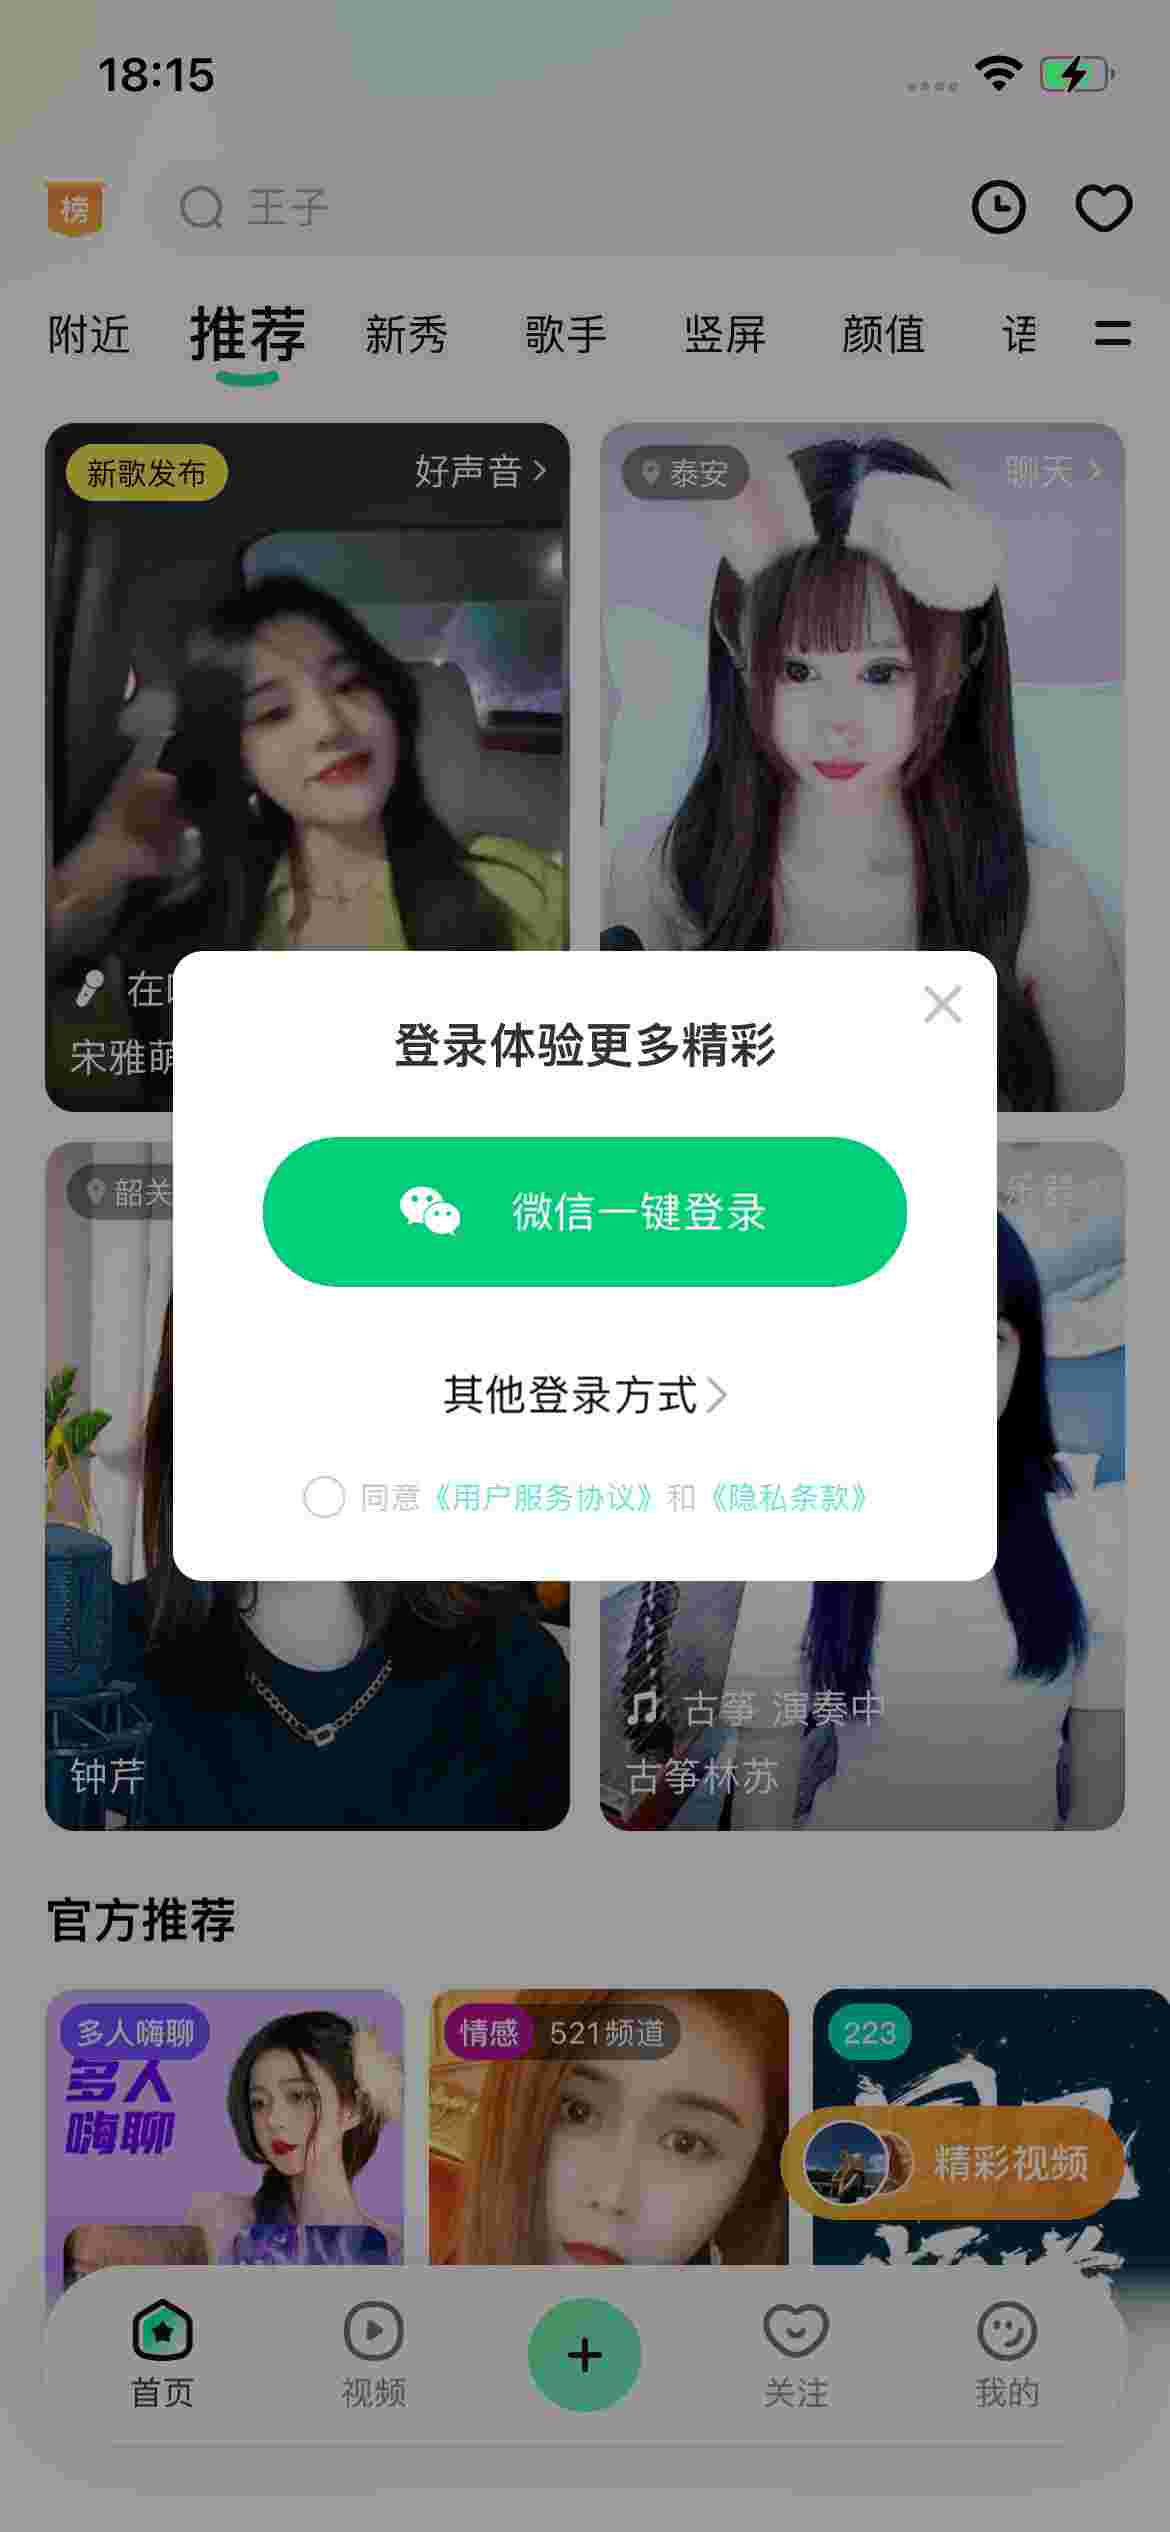 18:15
榜
王子
附近 推荐 新秀 歌手 竖屏 颜值 语
新歌发布
好声音
泰安
聊天
在
宋雅萌
登录体验更多精彩
微信一键登录
其他登录方式
同意《用户服务协议》和《隐私条款》
韶关
乐器
钟芹
古筝 演奏中
古筝林苏
官方推荐
多人嗨聊
多人
嗨聊
情感 521频道
223
精彩视频
首页 视频 关注 我的